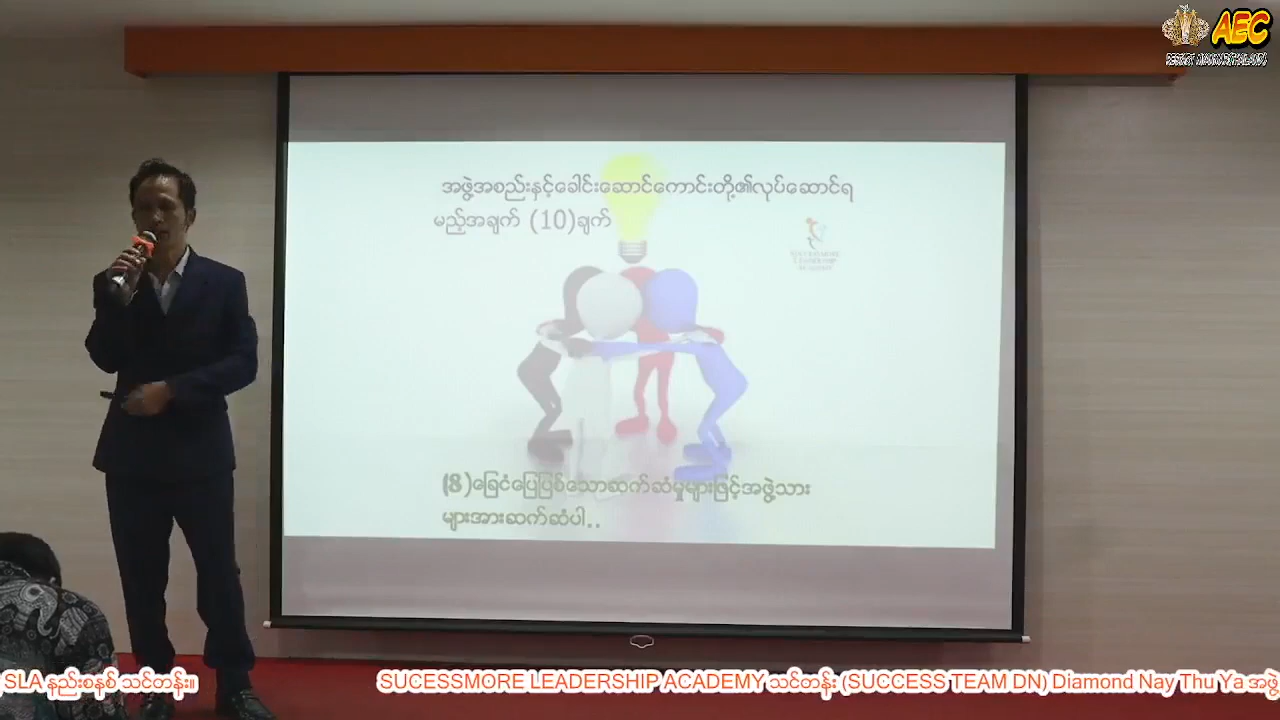 AEC
အဖွဲ့အစည်းနှင့်ခေါင်းဆောင်ကောင်းတို့၏လုပ်ဆောင်ရ
မည့်အချက် (10)ချက်
(8)ခြေငံပြေပြစ်သောဆက်ဆံမှုများဖြင့်အဖွဲ့သား
များအားဆက်ဆံပါ..
SLA နည်းစနစ် သင်တန်း။ SUCESSMORE LEADERSHIP ACADEMY သင်တန်း (SUCCESS TEAM DN) Diamond Nay Thu Ya အဖွဲ့